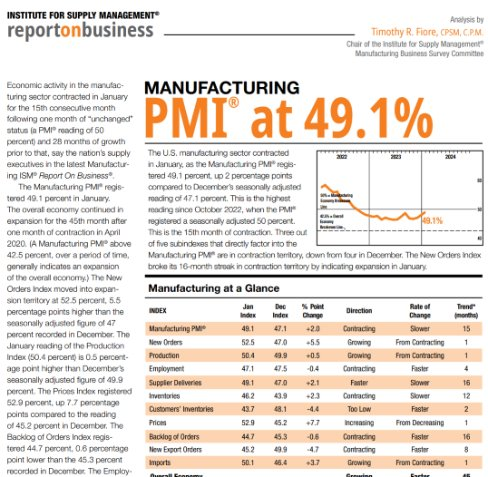 INSTITUTE FOR SUPPLY MANAGEMENT®
reportonbusiness
Analysis by
Timothy R. Fiore, CPSM, C.P.M.
Chair of the Institute for Supply Management®
Manufacturing Business Survey Committee
Economic activity in the manufac-
turing sector contracted in January
for the 15th consecutive month
following one month of "unchanged"
status (a PMI® reading of 50
percent) and 28 months of growth
prior to that, say the nation's supply
executives in the latest Manufactur-
ing ISM® Report On Business®.
The Manufacturing PMI® regis-
tered 49.1 percent in January.
The overall economy continued in
expansion for the 45th month after
one month of contraction in April
2020. (A Manufacturing PMI® above
42.5 percent, over a period of time,
generally indicates an expansion
of the overall economy.) The New
Orders Index moved into expan-
sion territory at 52.5 percent, 5.5
percentage points higher than the
seasonally adjusted figure of 47
percent recorded in December. The
January reading of the Production
Index (50.4 percent) is 0.5 percent-
age point higher than December's
seasonally adjusted figure of 49.9
percent. The Prices Index registered
52.9 percent, up 7.7 percentage
points compared to the reading
of 45.2 percent in December. The
Backlog of Orders Index regis-
tered 44.7 percent, 0.6 percentage
point lower than the 45.3 percent
recorded in December. The Employ-
MANUFACTURING
PMI® at 49.1%
The U.S. manufacturing sector contracted
in January, as the Manufacturing PMI® regis-
tered 49.1 percent, up 2 percentage points
compared to December's seasonally adjusted
reading of 47.1 percent. This is the highest
reading since October 2022, when the PMI®
registered a seasonally adjusted 50 percent.
This is the 15th month of contraction. Three out
of five subindexes that directly factor into the
Manufacturing PMI® are in contraction territory, down from four in December. The New Orders Index
broke its 16-month streak in contraction territory by indicating expansion in January.
2022 2023 2024
60
50% = Manufacturing
Economy Breakeven
Line
50
42.5% = Overall
Economy
Breakeven Line
49.1%
40
Manufacturing at a Glance
INDEX Jan Index Dec Index % Point Change Direction Rate of Change Trend* (months)
Manufacturing PMI® 49.1 47.1 +2.0 Contracting Slower 15
New Orders 52.5 47.0 +5.5 Growing From Contracting 1
Production 50.4 49.9 +0.5 Growing From Contracting 1
Employment 47.1 47.5 -0.4 Contracting Faster 4
Supplier Deliveries 49.1 47.0 +2.1 Faster Slower 16
Inventories 46.2 43.9 +2.3 Contracting Slower 12
Customers' Inventories 43.7 48.1 -4.4 Too Low Faster 2
Prices 52.9 45.2 +7.7 Increasing From Decreasing 1
Backlog of Orders 44.7 45.3 -0.6 Contracting Faster 16
New Export Orders 45.2 49.9 -4.7 Contracting Faster 8
Imports 50.1 46.4 +3.7 Growing From Contracting 1
Overall Economy Growing Faster 45